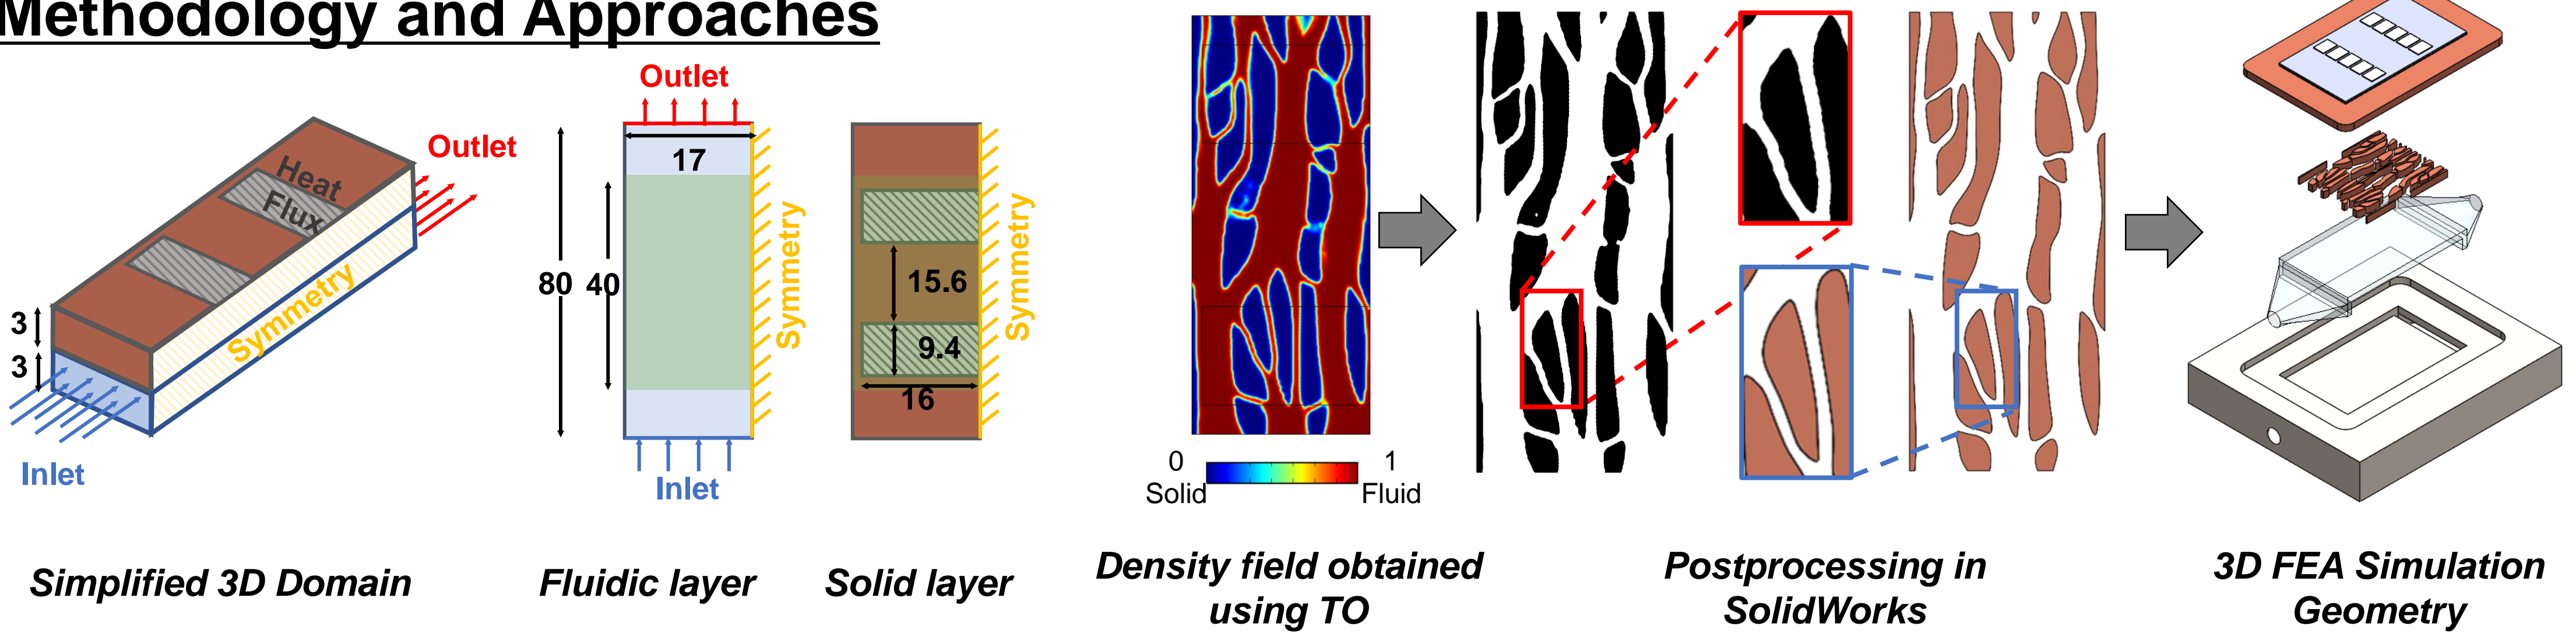 Methodology and Approaches
Outlet
Heat
Flux
Symmetry
3
3
Inlet
Outlet
17
80
40
Symmetry
Inlet
15.6
9.4
16
Symmetry
0
1
Solid
Fluid
Simplified 3D Domain
Fluidic layer
Solid layer
Density field obtained
using TO
Postprocessing in
SolidWorks
3D FEA Simulation
Geometry